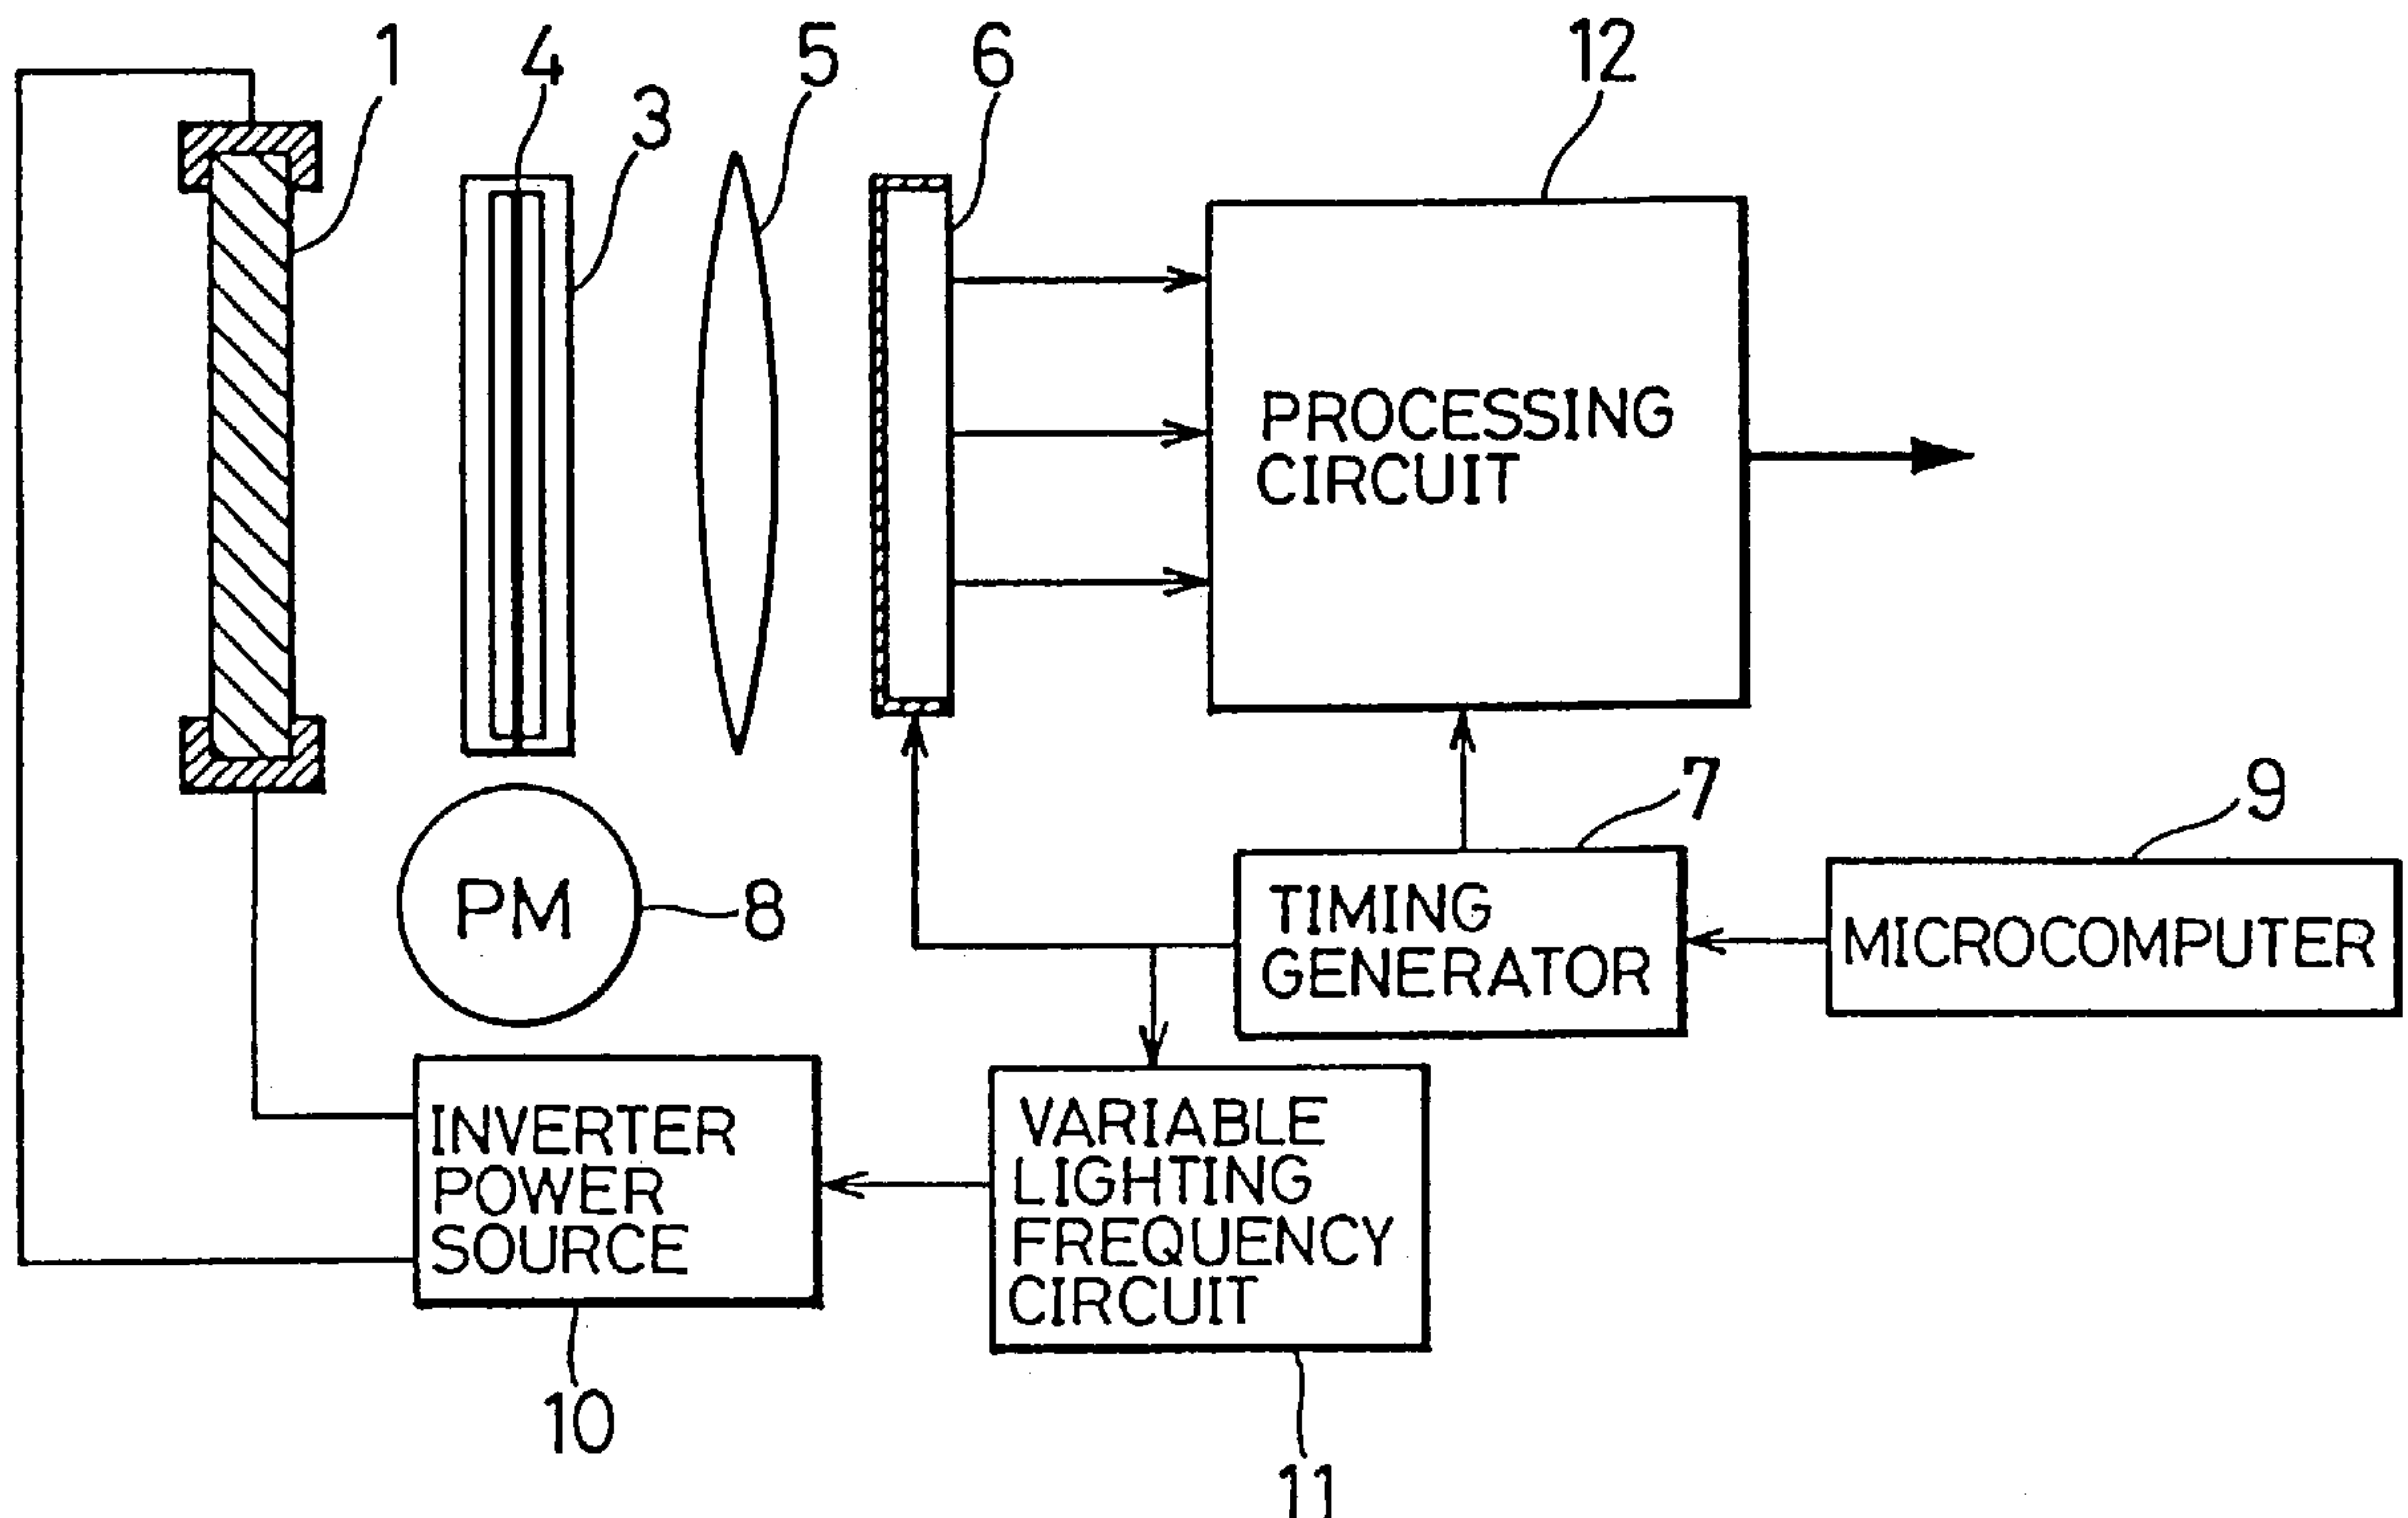 1
4
3
5
6
12
PROCESSING
CIRCUIT
7
9
PM
8
TIMING
GENERATOR
MICROCOMPUTER
INVERTER
POWER
SOURCE
VARIABLE
LIGHTING
FREQUENCY
CIRCUIT
10
11